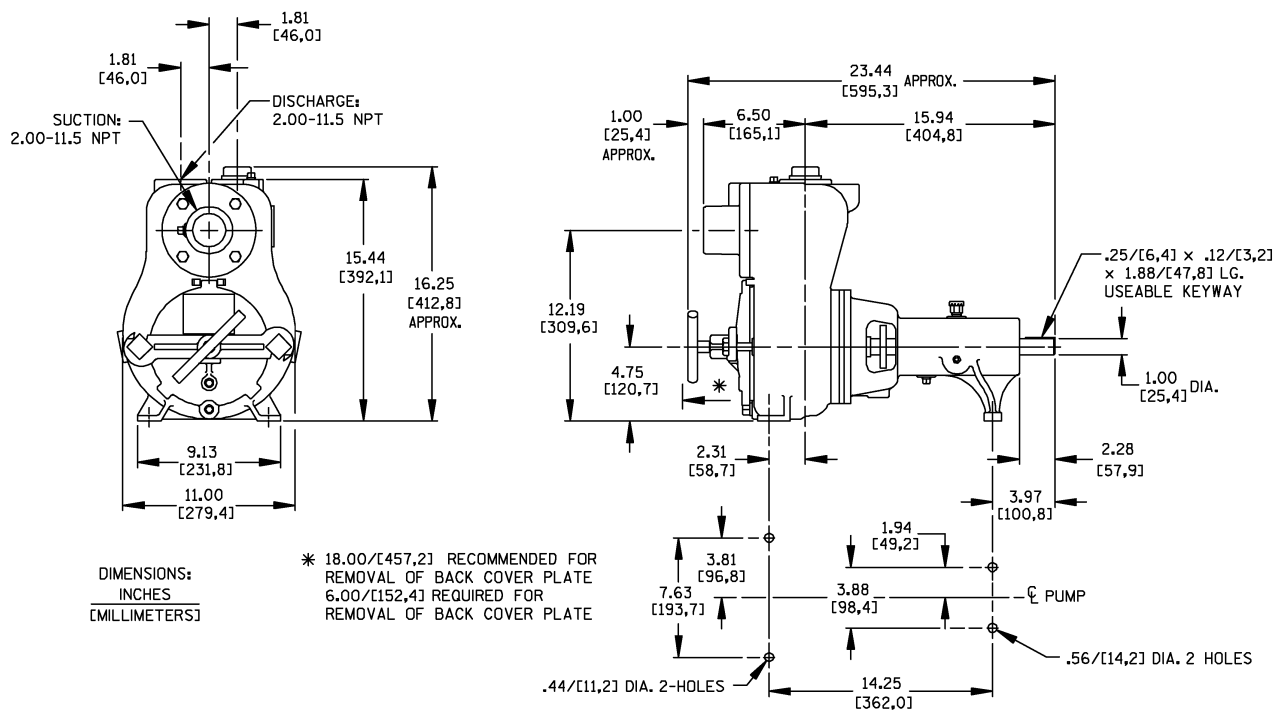 1.81
[46,0]
1.81
[46,0]
DISCHARGE:
2.00-11.5 NPT
SUCTION:
2.00-11.5 NPT
15.44
[392,1]
16.25
[412,8]
APPROX.
9.13
[231,8]
11.00
[279,4]
DIMENSIONS:
INCHES
[MILLIMETERS]
* 18.00/[457,2] RECOMMENDED FOR
REMOVAL OF BACK COVER PLATE
6.00/[152,4] REQUIRED FOR
REMOVAL OF BACK COVER PLATE
23.44 APPROX.
[595,3]
1.00
[25,4]
APPROX.
6.50
[165,1]
15.94
[404,8]
.25/[6,4] × .12/[3,2]
× 1.88/[47,8] LG.
USEABLE KEYWAY
12.19
[309,6]
4.75
[120,7]
*
1.00
[25,4] DIA.
2.31
[58,7]
2.28
[57,9]
3.97
[100,8]
1.94
[49,2]
3.81
[96,8]
7.63
[193,7]
3.88
[98,4]
℄ PUMP
.56/[14,2] DIA. 2 HOLES
.44/[11,2] DIA. 2-HOLES
14.25
[362,0]